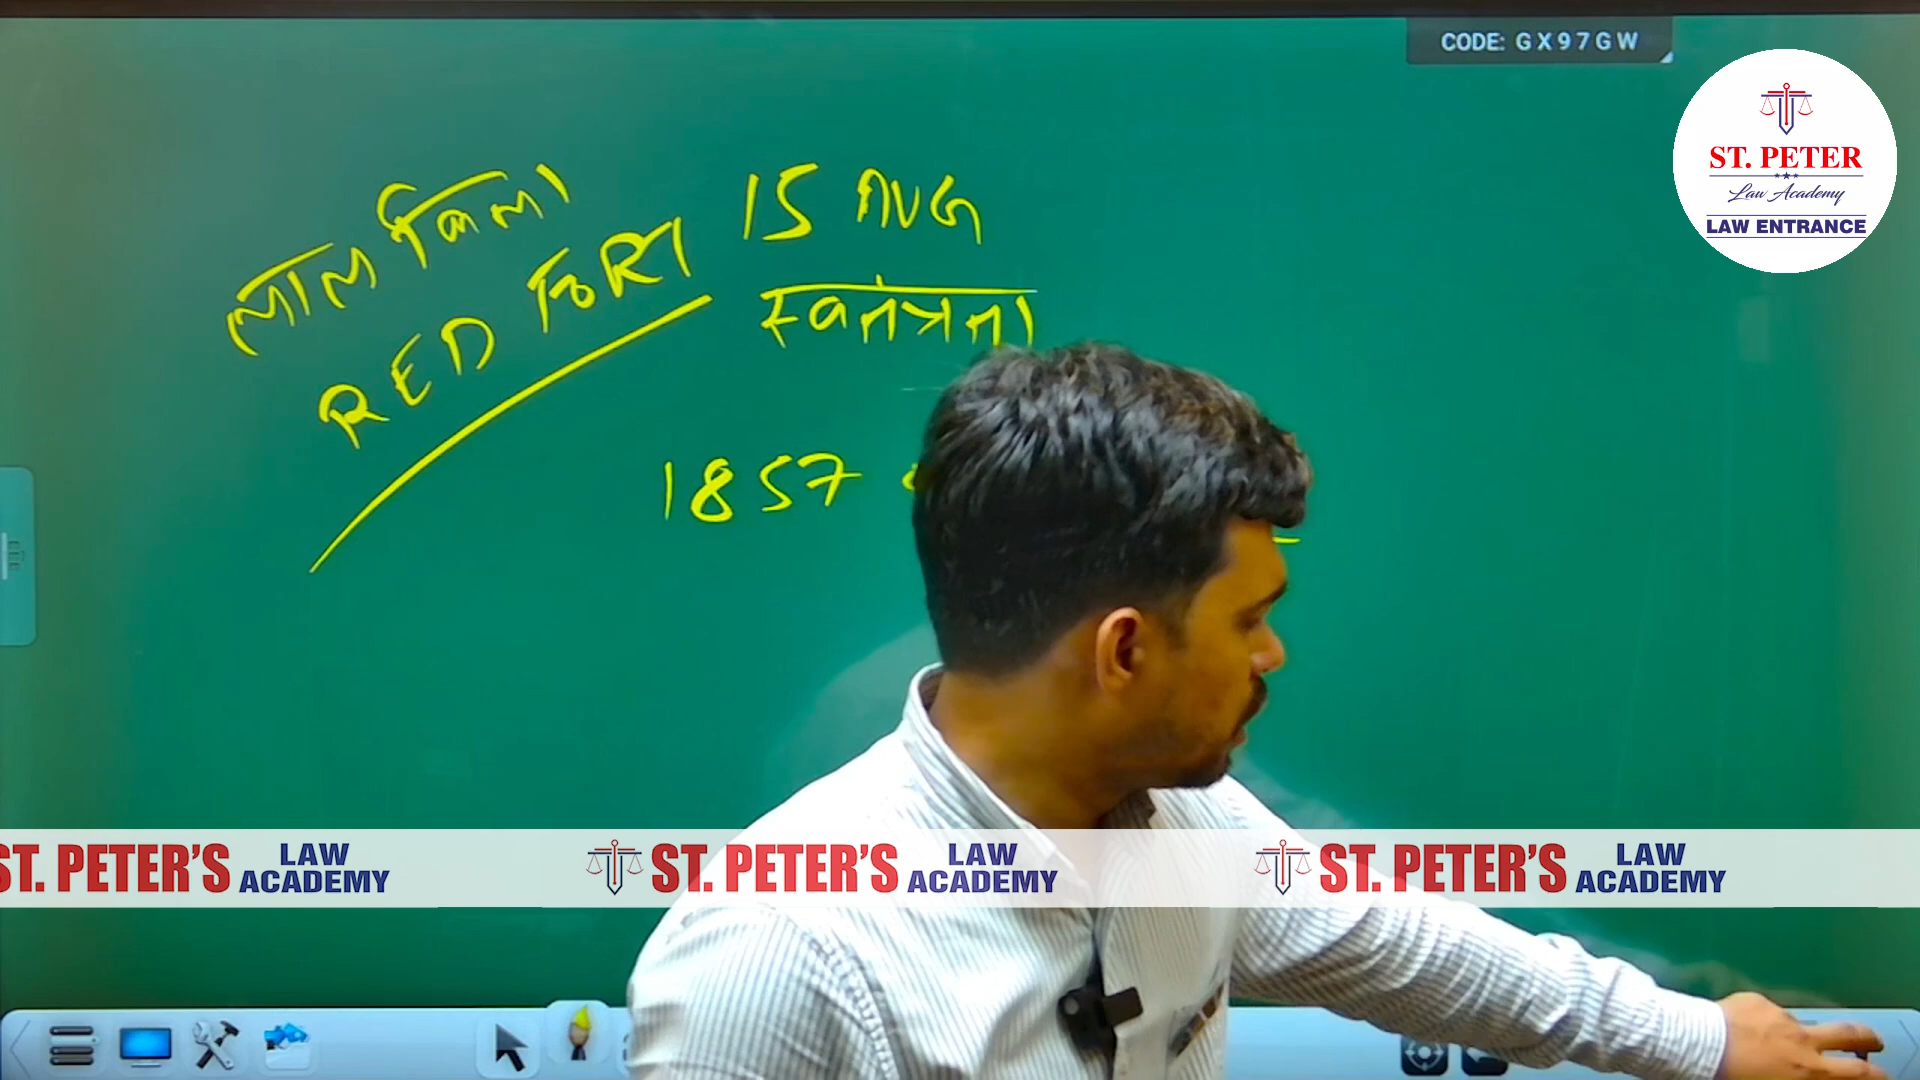 CODE: GX97GW
ST. PETER
Law Academy
LAW ENTRANCE
लाल किला
RED FORT
15 AUG
स्वतंत्रता
1857
ST. PETER'S LAW ACADEMY
ST. PETER'S LAW ACADEMY
ST. PETER'S LAW ACADEMY